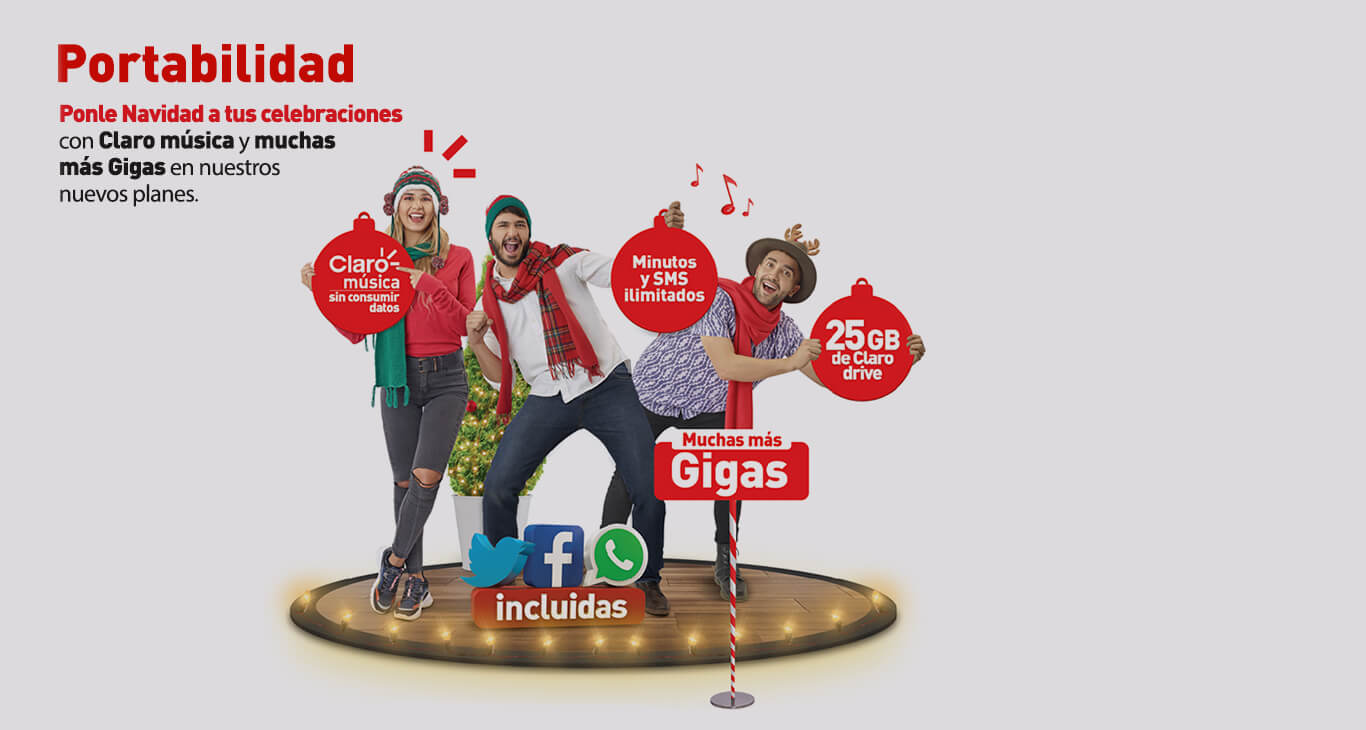 Portabilidad
Ponle Navidad a tus celebraciones
con Claro música y muchas
más Gigas en nuestros
nuevos planes.
Claro
música
sin consumir
datos
Minutos
y SMS
ilimitados
25GB
de Claro
drive
Muchas más
Gigas
f
incluidas